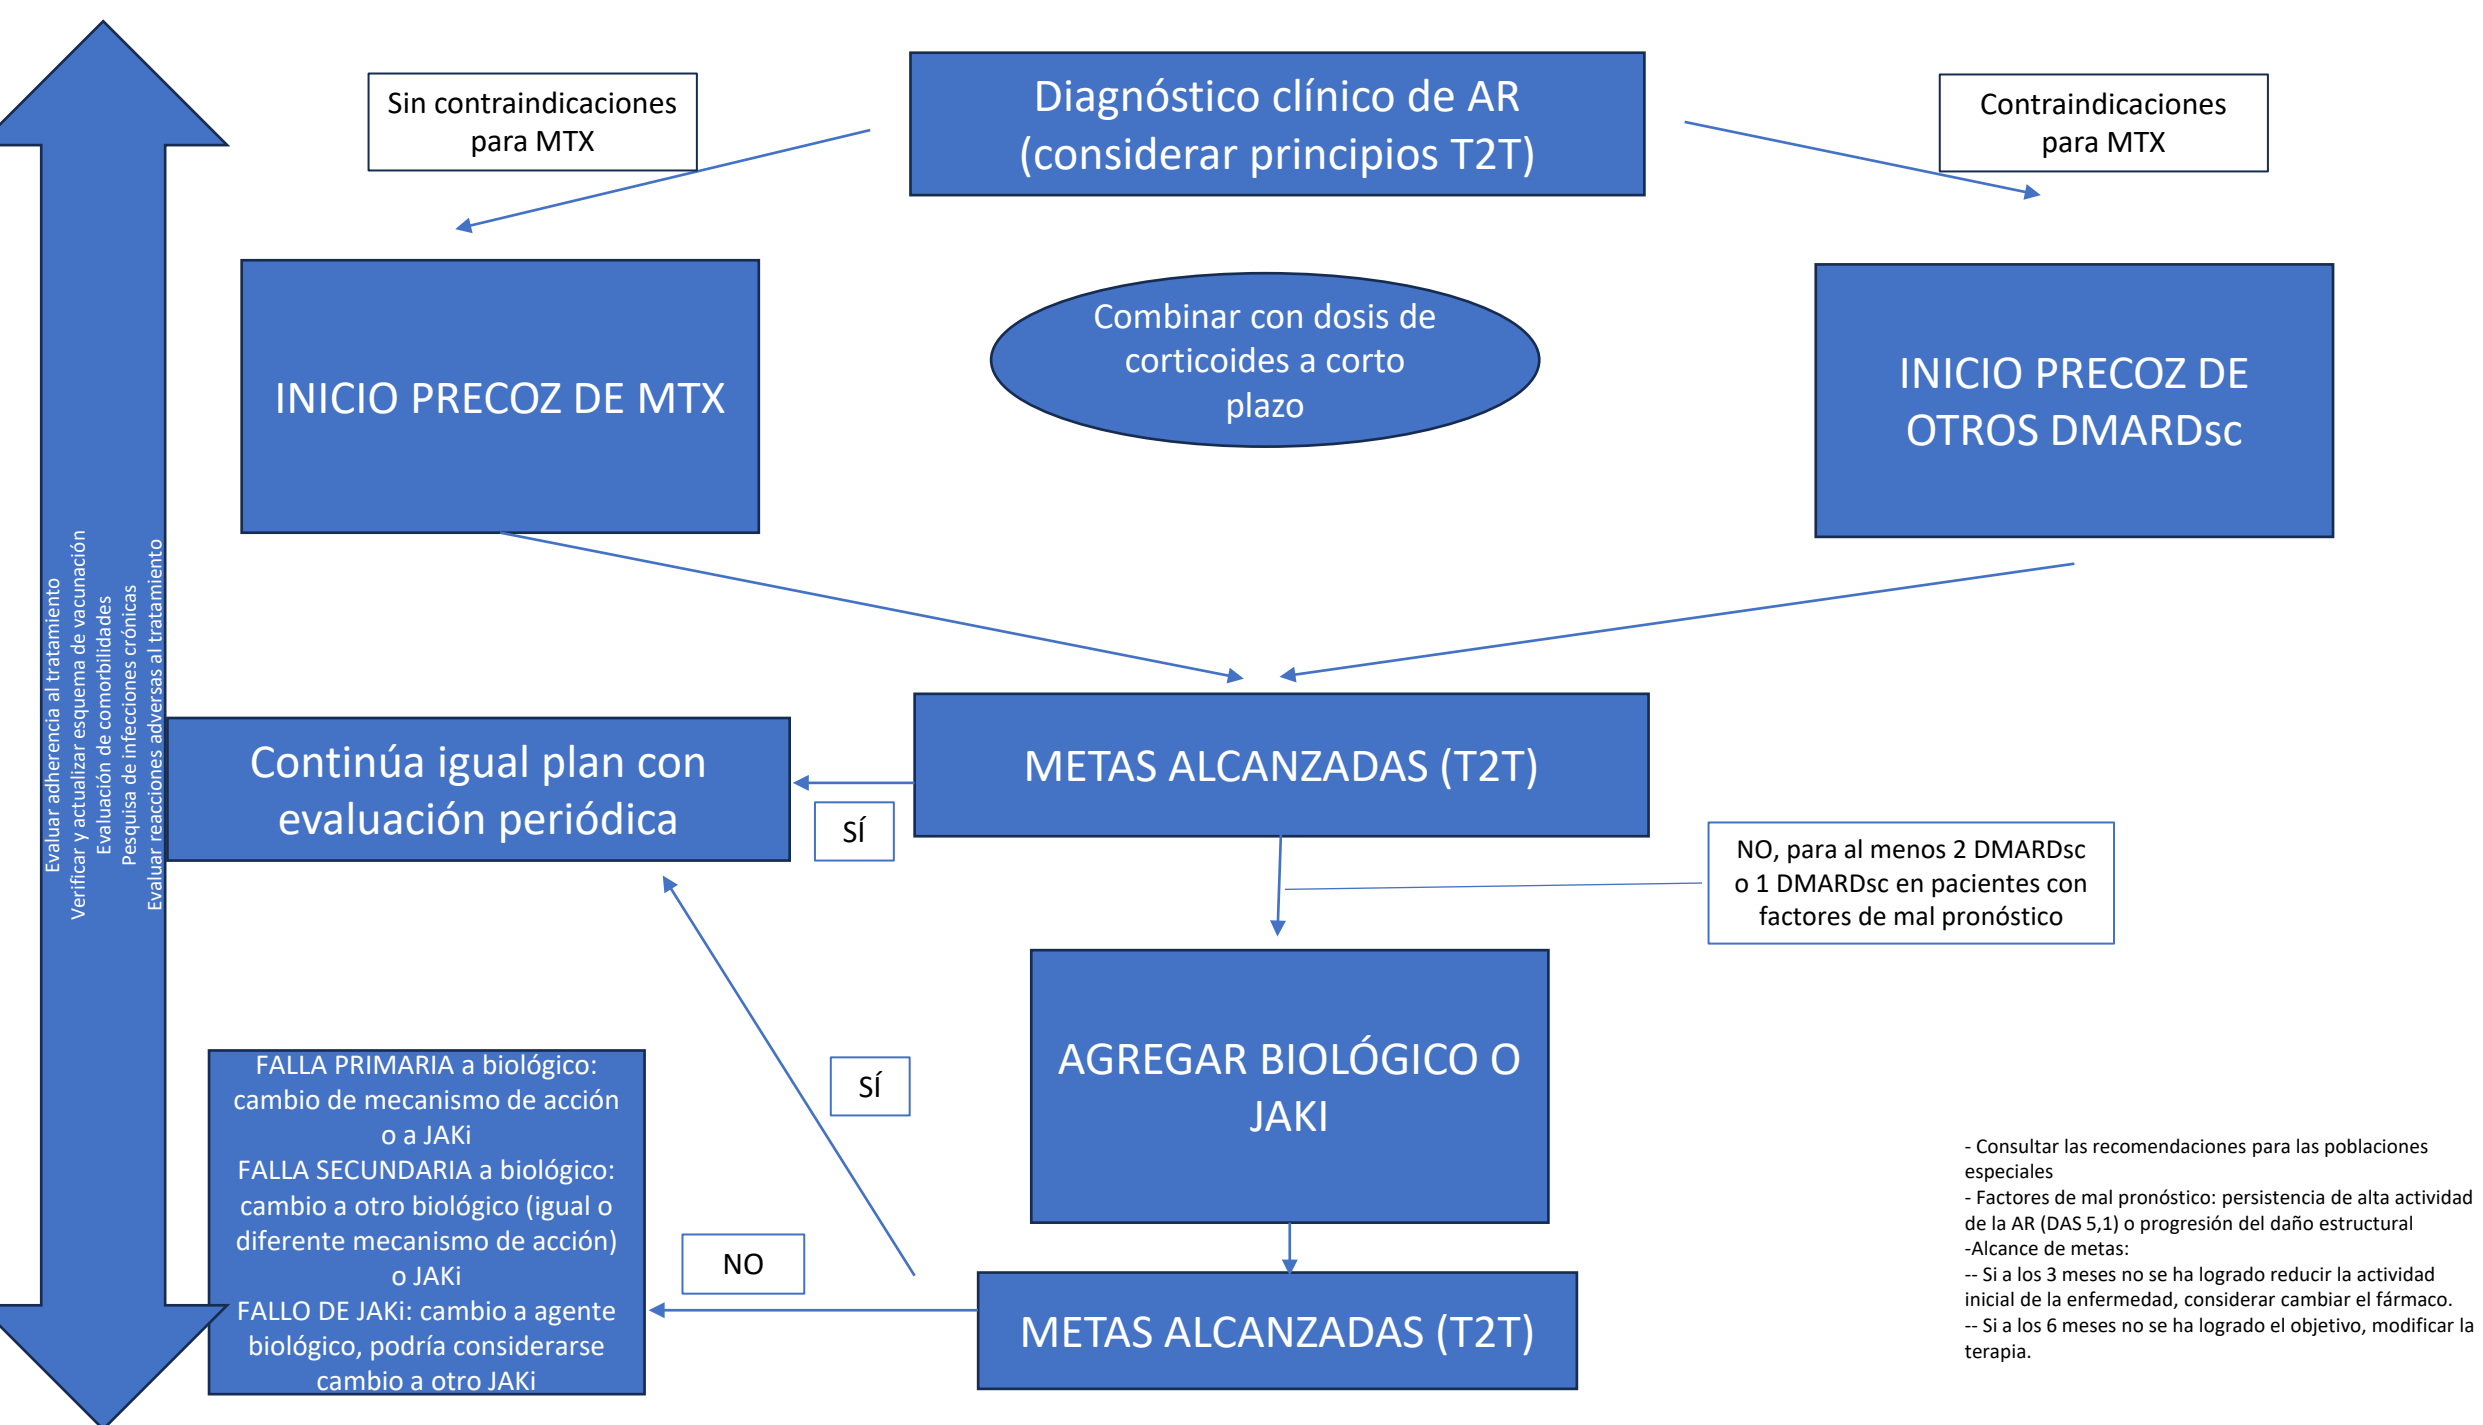 Sin contraindicaciones
para MTX
Diagnóstico clínico de AR
(considerar principios T2T)
Contraindicaciones
para MTX
INICIO PRECOZ DE MTX
Combinar con dosis de
corticoides a corto
plazo
INICIO PRECOZ DE
OTROS DMARDsc
Evaluar adherencia al tratamiento
Verificar y actualizar esquema de vacunación
Evaluación de comorbilidades
Pesquisa de infecciones crónicas
Evaluar reacciones adversas al tratamiento
Continúa igual plan con
evaluación periódica
SÍ
METAS ALCANZADAS (T2T)
NO, para al menos 2 DMARDsc
o 1 DMARDsc en pacientes con
factores de mal pronóstico
AGREGAR BIOLÓGICO O
JAKI
SÍ
FALLA PRIMARIA a biológico:
cambio de mecanismo de acción
o a JAKi
FALLA SECUNDARIA a biológico:
cambio a otro biológico (igual o
diferente mecanismo de acción)
o JAKi
FALLO DE JAKi: cambio a agente
biológico, podría considerarse
cambio a otro JAKi
NO
METAS ALCANZADAS (T2T)
- Consultar las recomendaciones para las poblaciones
especiales
- Factores de mal pronóstico: persistencia de alta actividad
de la AR (DAS 5,1) o progresión del daño estructural
-Alcance de metas:
-- Si a los 3 meses no se ha logrado reducir la actividad
inicial de la enfermedad, considerar cambiar el fármaco.
-- Si a los 6 meses no se ha logrado el objetivo, modificar la
terapia.